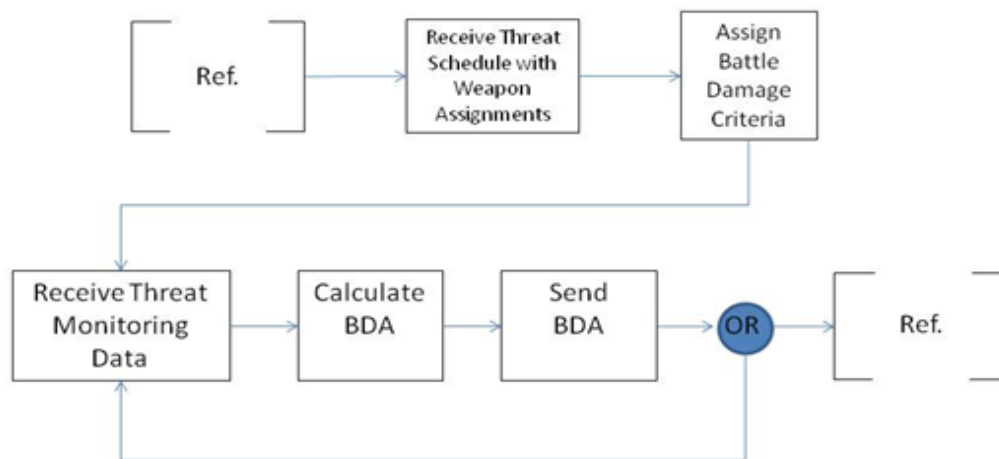 Ref.
Receive Threat
Schedule with
Weapon
Assignments
Assign
Battle
Damage
Criteria
Receive Threat
Monitoring
Data
Calculate
BDA
Send
BDA
OR
Ref.